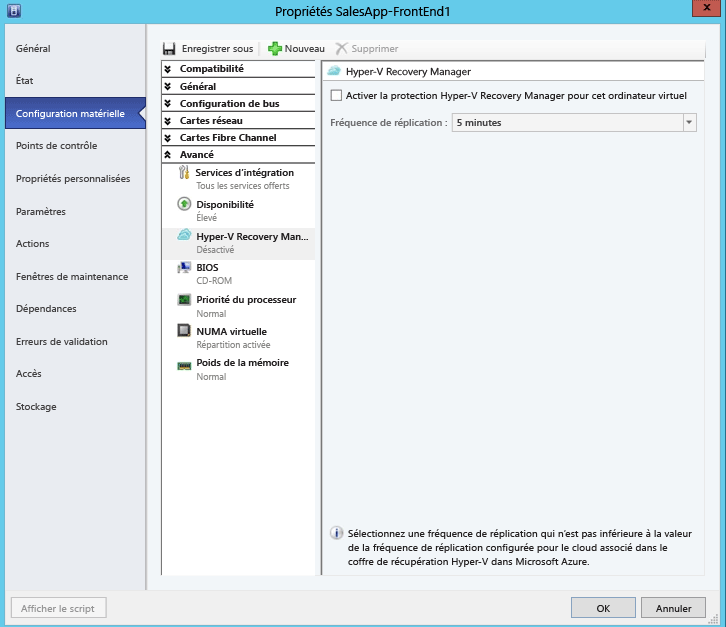 Propriétés SalesApp-FrontEnd1
x
Général
État
Configuration matérielle
Points de contrôle
Propriétés personnalisées
Paramètres
Actions
Fenêtres de maintenance
Dépendances
Erreurs de validation
Accès
Stockage
Enregistrer sous
Nouveau
Supprimer
Compatibilité
Général
Configuration de bus
Cartes réseau
Cartes Fibre Channel
Avancé
Services d'intégration
Tous les services offerts
Disponibilité
Élevé
Hyper-V Recovery Man...
Désactivé
BIOS
CD-ROM
Priorité du processeur
Normal
NUMA virtuelle
Répartition activée
Poids de la mémoire
Normal
Hyper-V Recovery Manager
Activer la protection Hyper-V Recovery Manager pour cet ordinateur virtuel
Fréquence de réplication : 5 minutes
Sélectionnez une fréquence de réplication qui n'est pas inférieure à la valeur
de la fréquence de réplication configurée pour le cloud associé dans le
coffre de récupération Hyper-V dans Microsoft Azure.
Afficher le script
OK
Annuler